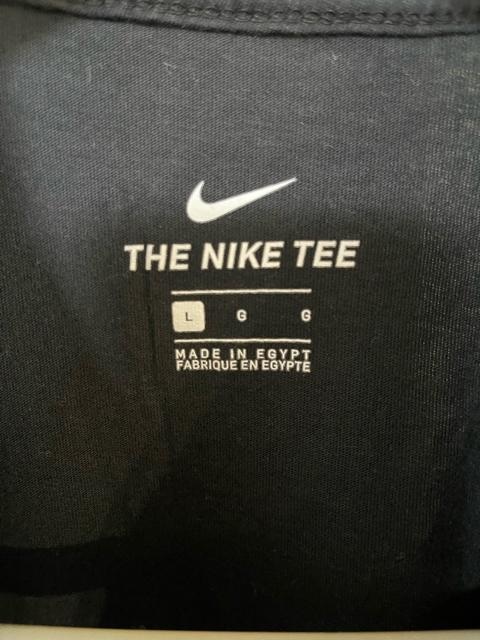 THE NIKE TEE
L G G
MADE IN EGYPT
FABRIQUE EN EGYPTE